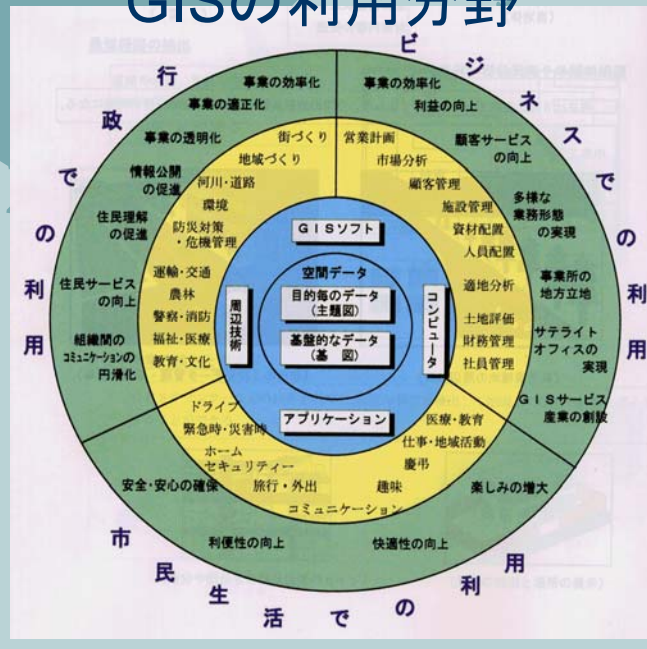 GISの利用分野
行政での利用
事業の効率化
事業の適正化
事業の透明化
情報公開
の促進
住民理解
の促進
住民サービス
の向上
組織間の
コミュニケーションの
円滑化
街づくり
地域づくり
河川・道路
環境
防災対策
・危機管理
運輸・交通
農林
警察・消防
福祉・医療
教育・文化
ビジネスでの利用
事業の効率化
利益の向上
顧客サービス
の向上
多様な
業務形態
の実現
事業所の
地方立地
サテライト
オフィスの
実現
GISサービス
産業の創設
営業計画
市場分析
顧客管理
施設管理
資材配置
人員配置
適地分析
土地評価
財務管理
社員管理
GISソフト
空間データ
目的毎のデータ
(主題図)
基盤的なデータ
(基 図)
周辺技術
コンピュータ
アプリケーション
ドライブ
緊急時・災害時
ホーム
セキュリティー
旅行・外出
コミュニケーション
趣味
慶弔
仕事・地域活動
医療・教育
安全・安心の確保
利便性の向上
快適性の向上
楽しみの増大
市民生活での利用